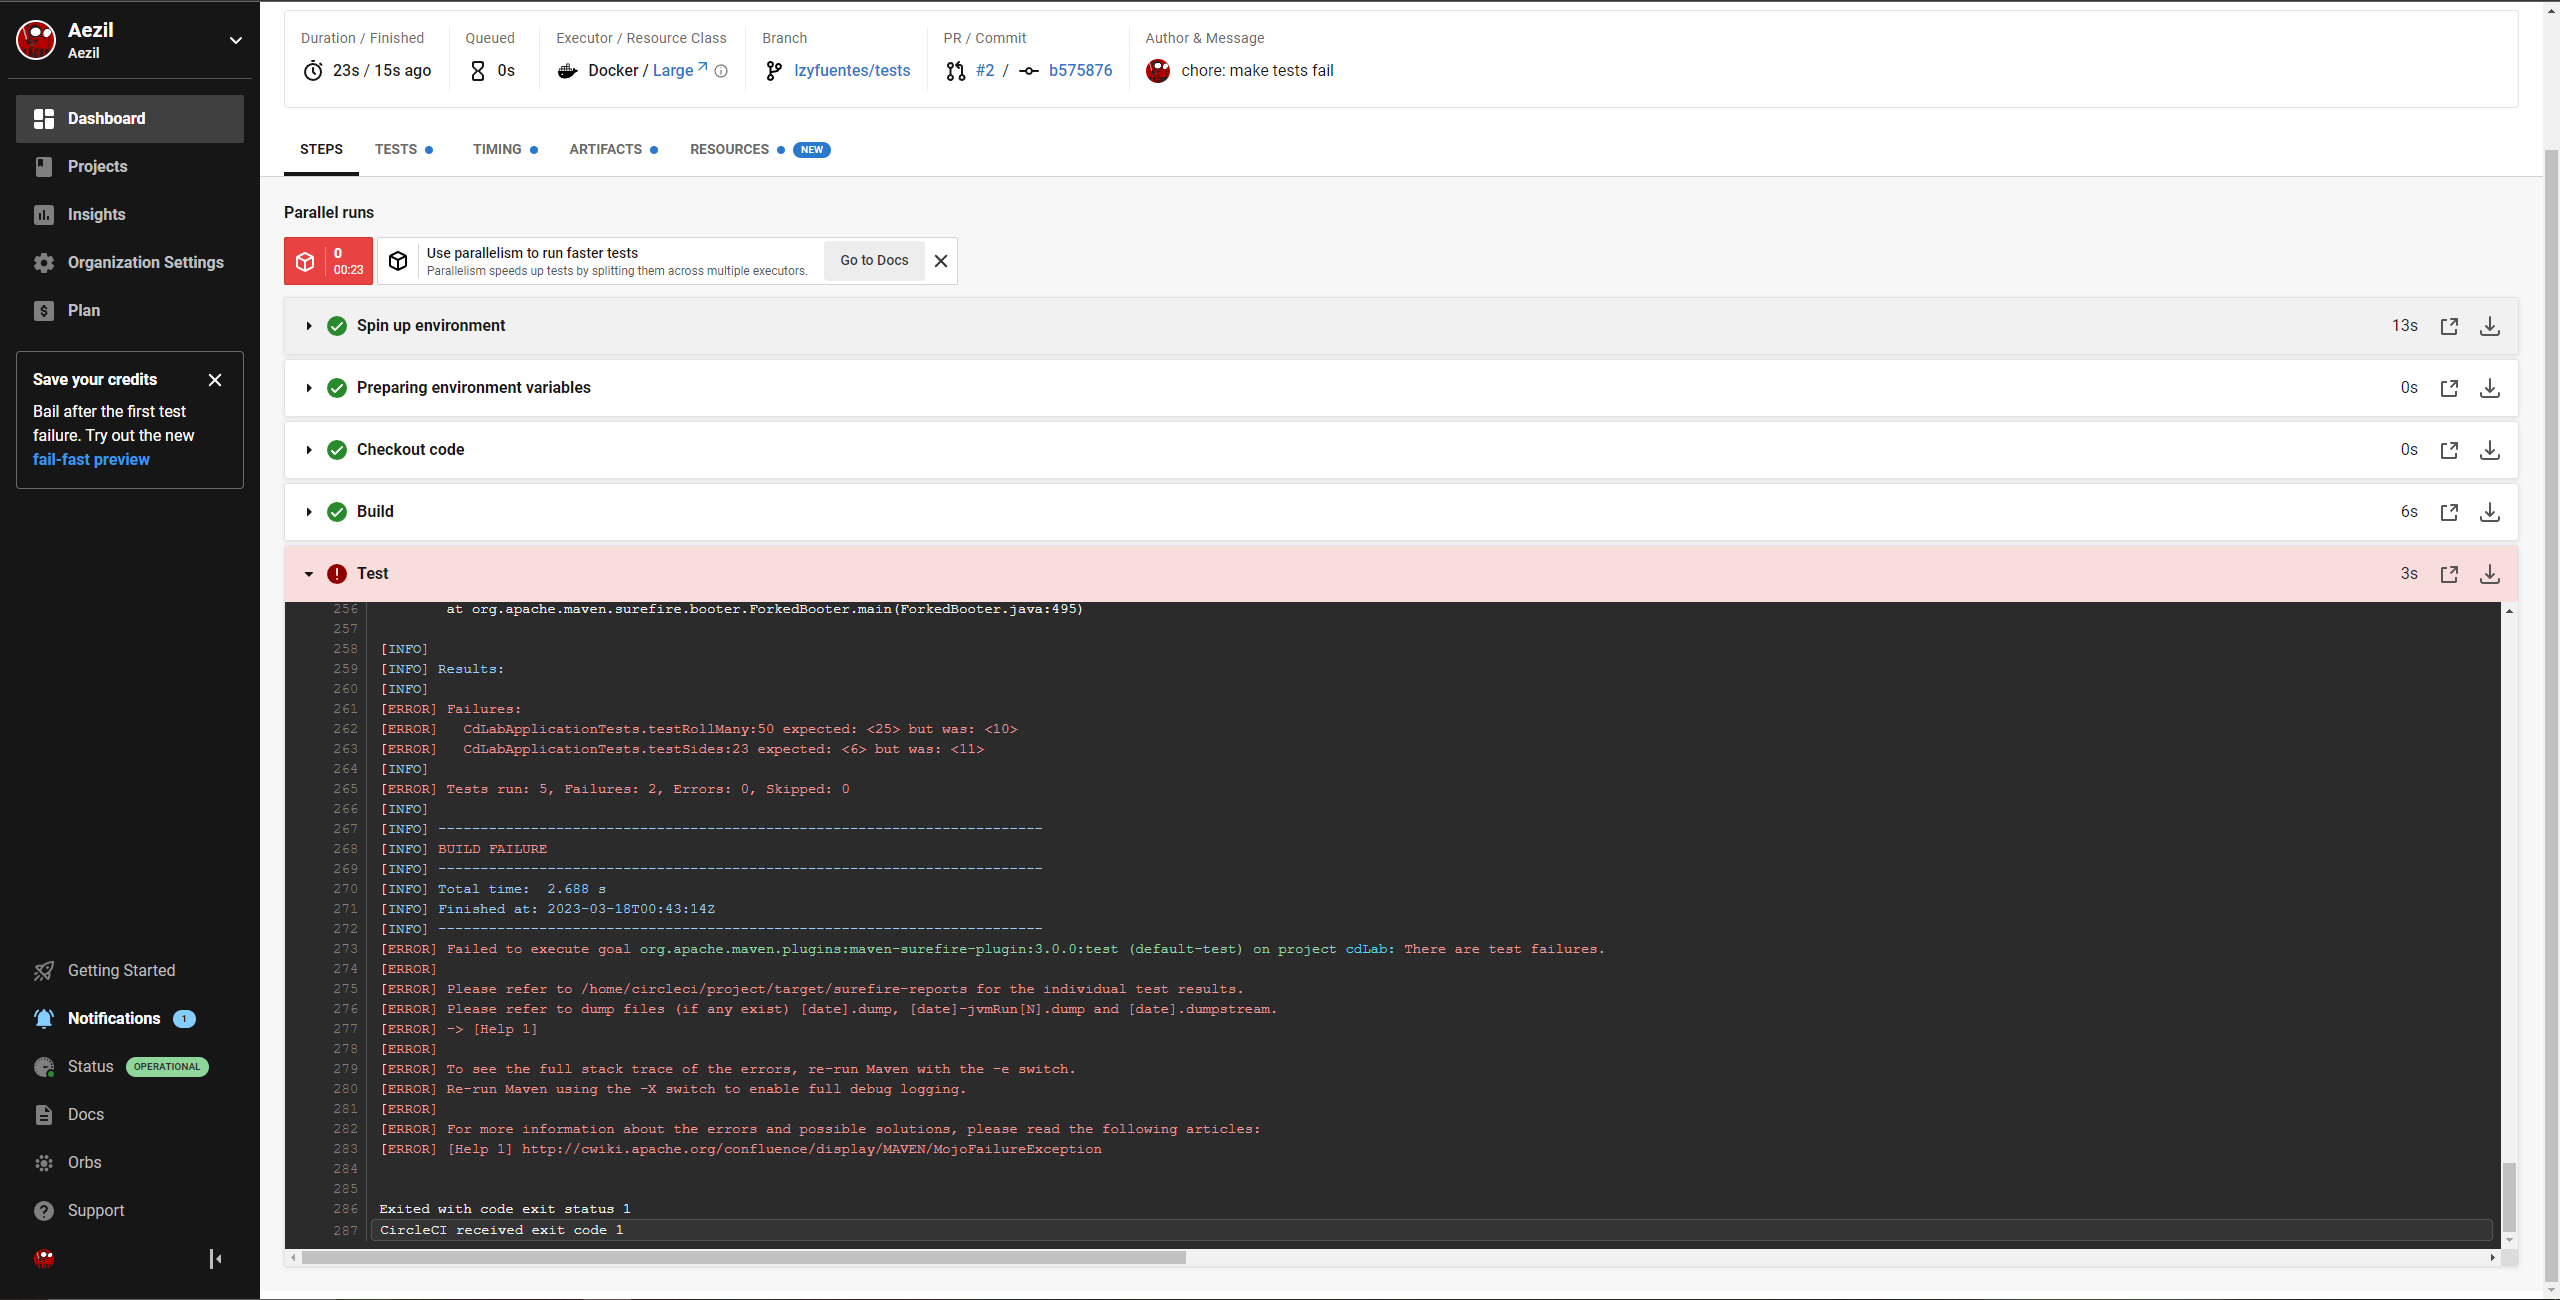 Aezil
Aezil
Dashboard
Projects
Insights
Organization Settings
Plan
Save your credits
Bail after the first test
failure. Try out the new
fail-fast preview
Getting Started
Notifications 1
Status OPERATIONAL
Docs
Orbs
Support
Duration / Finished
23s / 15s ago
Queued
0s
Executor / Resource Class
Docker / Large
Branch
lzyfuentes/tests
PR / Commit
#2 / b575876
Author & Message
chore: make tests fail
STEPS TESTS TIMING ARTIFACTS RESOURCES NEW
Parallel runs
0
00:23
Use parallelism to run faster tests
Parallelism speeds up tests by splitting them across multiple executors.
Go to Docs
Spin up environment 13s
Preparing environment variables 0s
Checkout code 0s
Build 6s
Test 3s
256 at org.apache.maven.surefire.booter.ForkedBooter.main(ForkedBooter.java:495)
257
258 [INFO]
259 [INFO] Results:
260 [INFO]
261 [ERROR] Failures:
262 [ERROR] CdLabApplicationTests.testRollMany:50 expected: <25> but was: <10>
263 [ERROR] CdLabApplicationTests.testSides:23 expected: <6> but was: <11>
264 [INFO]
265 [ERROR] Tests run: 5, Failures: 2, Errors: 0, Skipped: 0
266 [INFO]
267 [INFO] ------------------------------------------------------------------------
268 [INFO] BUILD FAILURE
269 [INFO] ------------------------------------------------------------------------
270 [INFO] Total time:  2.688 s
271 [INFO] Finished at: 2023-03-18T00:43:14Z
272 [INFO] ------------------------------------------------------------------------
273 [ERROR] Failed to execute goal org.apache.maven.plugins:maven-surefire-plugin:3.0.0:test (default-test) on project cdLab: There are test failures.
274 [ERROR]
275 [ERROR] Please refer to /home/circleci/project/target/surefire-reports for the individual test results.
276 [ERROR] Please refer to dump files (if any exist) [date].dump, [date]-jvmRun[N].dump and [date].dumpstream.
277 [ERROR] -> [Help 1]
278 [ERROR]
279 [ERROR] To see the full stack trace of the errors, re-run Maven with the -e switch.
280 [ERROR] Re-run Maven using the -X switch to enable full debug logging.
281 [ERROR]
282 [ERROR] For more information about the errors and possible solutions, please read the following articles:
283 [ERROR] [Help 1] http://cwiki.apache.org/confluence/display/MAVEN/MojoFailureException
284
285
286 Exited with code exit status 1
287 CircleCI received exit code 1